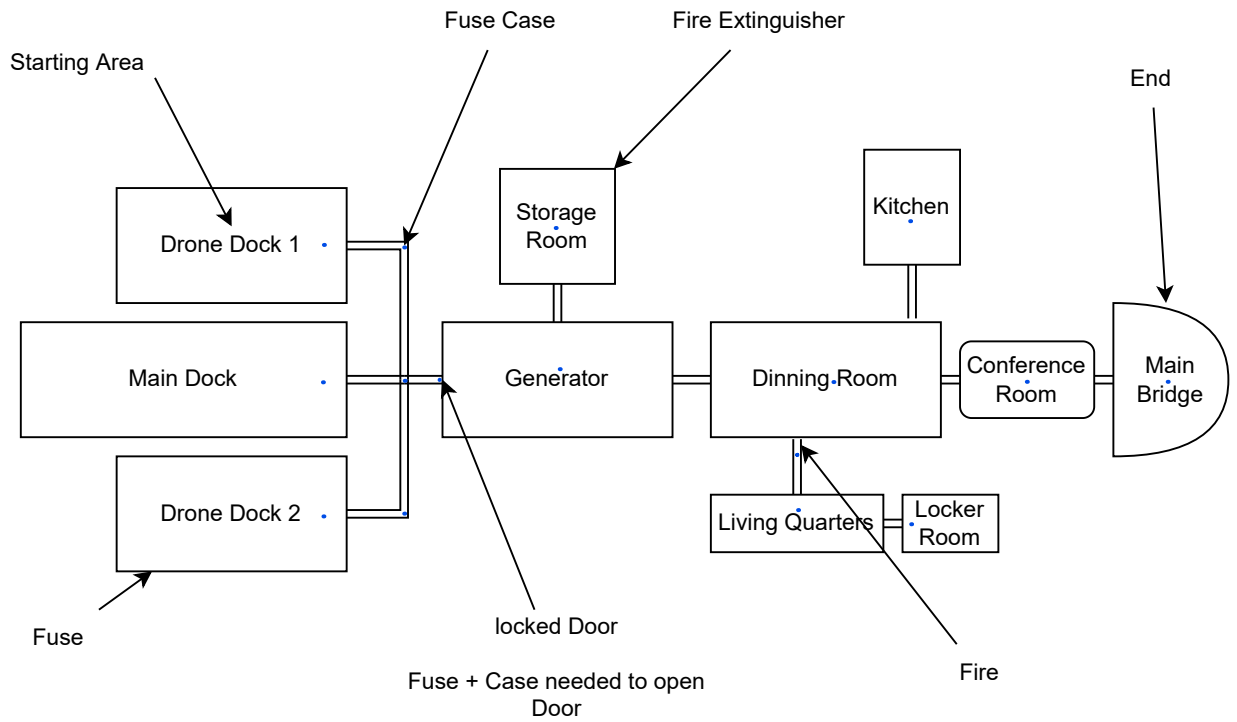 Fuse Case
Fire Extinguisher
Starting Area
End
Storage
Room
Kitchen
Drone Dock 1
Main Dock
Generator
Dinning Room
Conference
Room
Main
Bridge
Drone Dock 2
Living Quarters
Locker
Room
Fuse
locked Door
Fire
Fuse + Case needed to open
Door